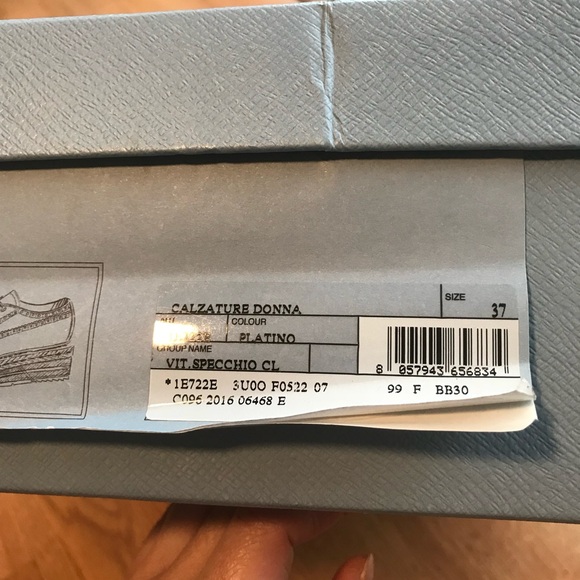 CALZATURE DONNA
SIZE 37
COLOUR
PLATINO
GROUP NAME
VIT.SPECCHIO CL
8 057943 656834
*1E722E 3U00 F0522 07 99 F BB30
C096 2016 06468 E